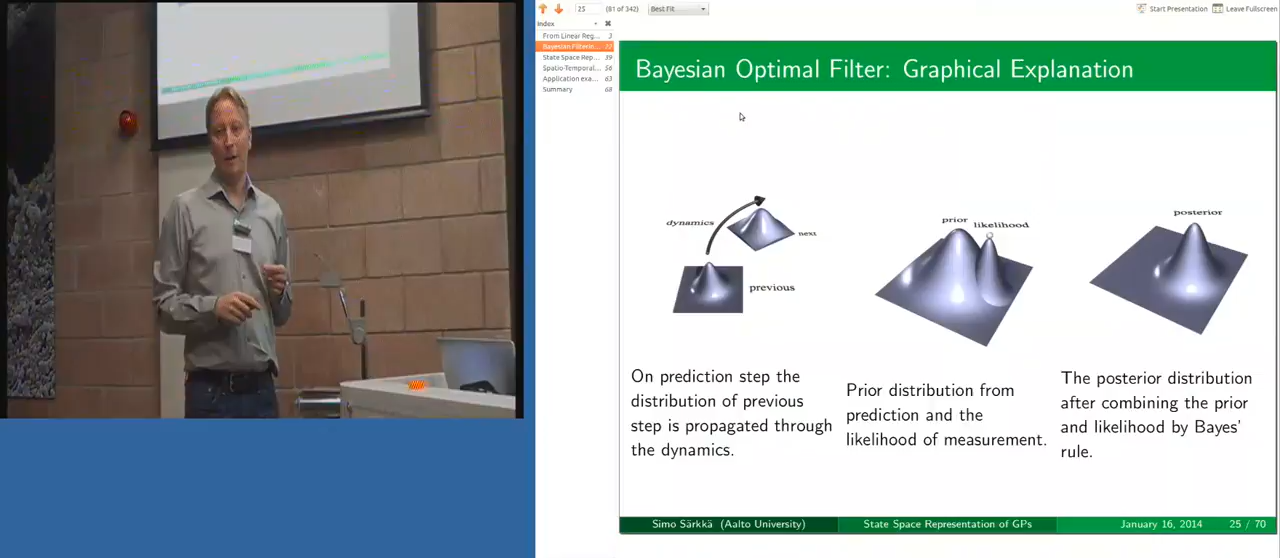 25 (81 of 342) Best Fit Start Presentation Leave Fullscreen
Index
From Linear Reg... 3
Bayesian Filterin...
State Space Rep... 39
Spatio-Temporal... 56
Application exa... 63
Summary 68
Bayesian Optimal Filter: Graphical Explanation
dynamics
next
previous
On prediction step the
distribution of previous
step is propagated through
the dynamics.
prior
likelihood
Prior distribution from
prediction and the
likelihood of measurement.
posterior
The posterior distribution
after combining the prior
and likelihood by Bayes'
rule.
Simo Särkkä (Aalto University) State Space Representation of GPs January 16, 2014 25 / 70